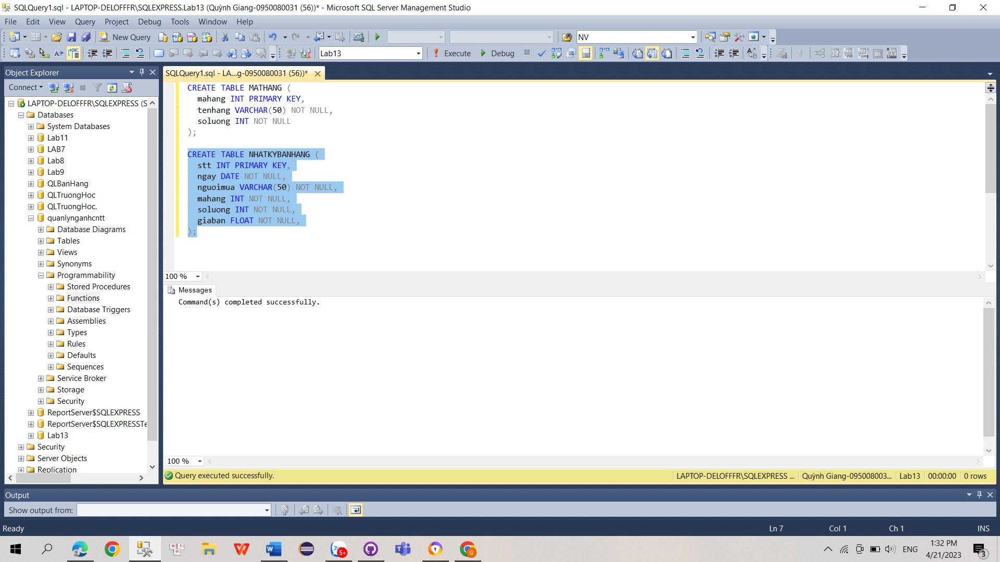 SQLQuery1.sql - LAPTOP-DELOFFFR\SQLEXPRESS.Lab13 (Quỳnh Giang-0950080031 (56))* - Microsoft SQL Server Management Studio
File Edit View Query Project Debug Tools Window Help
New Query NV
Lab13 Execute Debug
Object Explorer
Connect
LAPTOP-DELOFFFR\SQLEXPRESS (S
Databases
System Databases
Lab11
LAB7
Lab8
Lab9
QLBanHang
QLTruongHoc
QLTruongHoc.
quanlynganhcntt
Database Diagrams
Tables
Views
Synonyms
Programmability
Stored Procedures
Functions
Database Triggers
Assemblies
Types
Rules
Defaults
Sequences
Service Broker
Storage
Security
ReportServer$SQLEXPRESS
ReportServer$SQLEXPRESSTe
Lab13
Security
Server Objects
Replication
SQLQuery1.sql - LA...g-0950080031 (56))*
CREATE TABLE MATHANG (
mahang INT PRIMARY KEY,
tenhang VARCHAR(50) NOT NULL,
soluong INT NOT NULL
);
CREATE TABLE NHATKYBANHANG (
stt INT PRIMARY KEY,
ngay DATE NOT NULL,
nguoimua VARCHAR(50) NOT NULL,
mahang INT NOT NULL,
soluong INT NOT NULL,
giaban FLOAT NOT NULL,
);
100 %
Messages
Command(s) completed successfully.
100 %
Query executed successfully. LAPTOP-DELOFFFR\SQLEXPRESS ... Quỳnh Giang-095008003... Lab13 00:00:00 0 rows
Output
Show output from:
Ready Ln 7 Col 1 Ch 1 INS
5+ G ENG 1:32 PM
4/21/2023 3